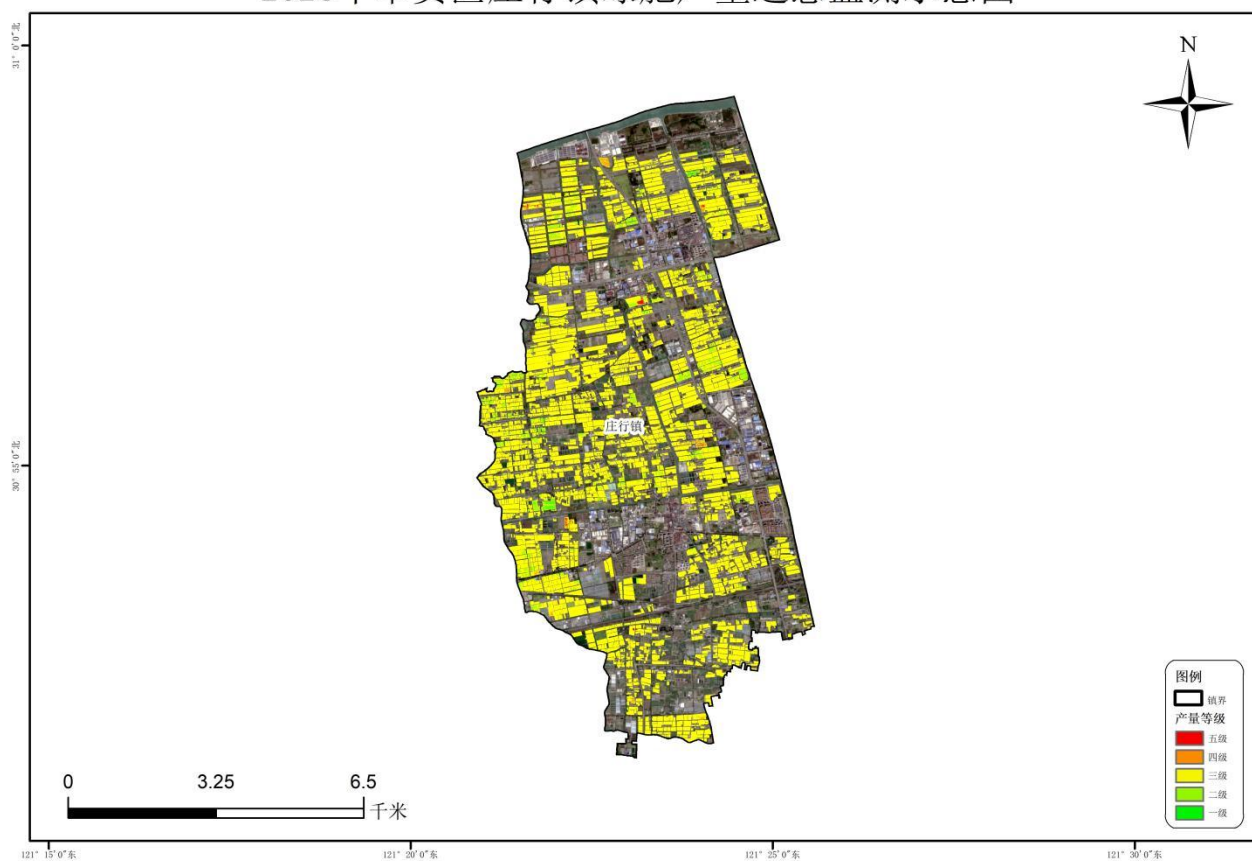 31° 0'0"北
N
庄行镇
30° 55'0"北
图例
镇界
产量等级
五级
四级
三级
二级
一级
0 3.25 6.5
千米
121° 15'0"东 121° 20'0"东 121° 25'0"东 121° 30'0"东